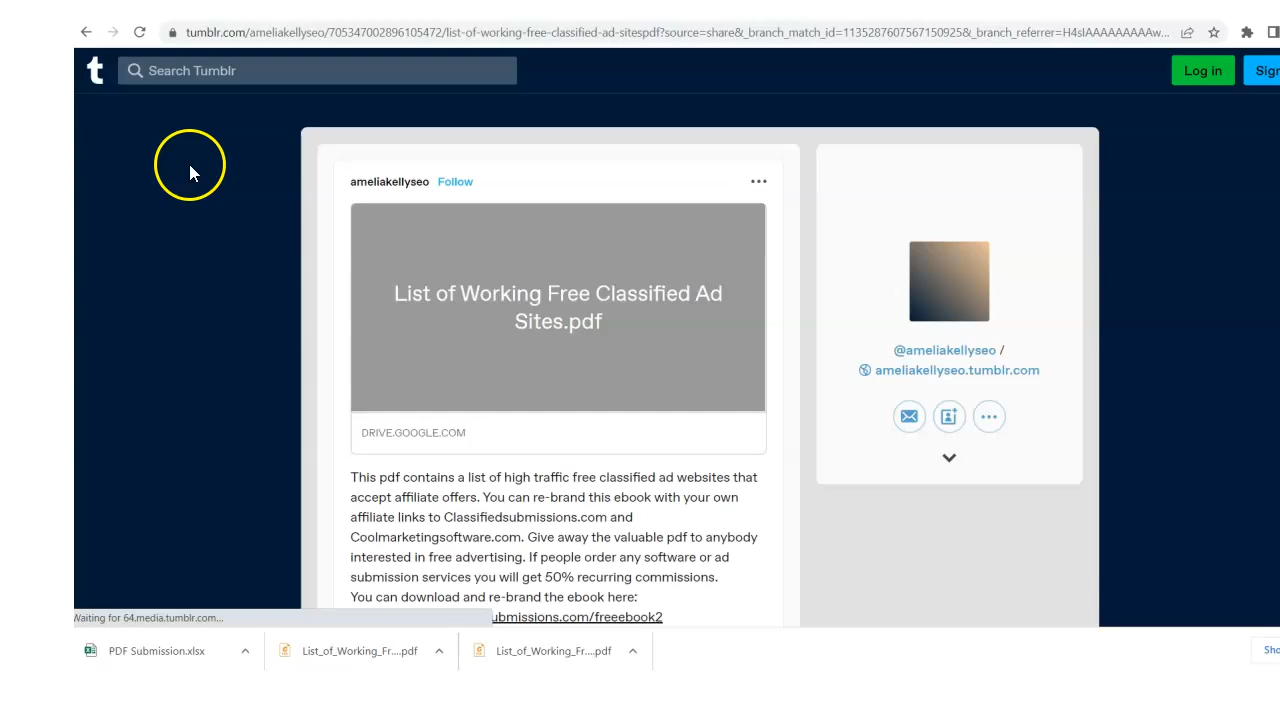 tumblr.com/ameliakellyseo/705347002896105472/list-of-working-free-classified-ad-sitespdf?source=share&_branch_match_id=1135287607567150925&_branch_referrer=H4sIAAAAAAAAAw...
t
Search Tumblr
Log in
Sign
ameliakellyseo Follow
List of Working Free Classified Ad
Sites.pdf
DRIVE.GOOGLE.COM
This pdf contains a list of high traffic free classified ad websites that
accept affiliate offers. You can re-brand this ebook with your own
affiliate links to Classifiedsubmissions.com and
Coolmarketingsoftware.com. Give away the valuable pdf to anybody
interested in free advertising. If people order any software or ad
submission services you will get 50% recurring commissions.
You can download and re-brand the ebook here:
ubmissions.com/freeebook2
@ameliakellyseo /
ameliakellyseo.tumblr.com
Waiting for 64.media.tumblr.com...
PDF Submission.xlsx
List_of_Working_Fr....pdf
List_of_Working_Fr....pdf
Sho